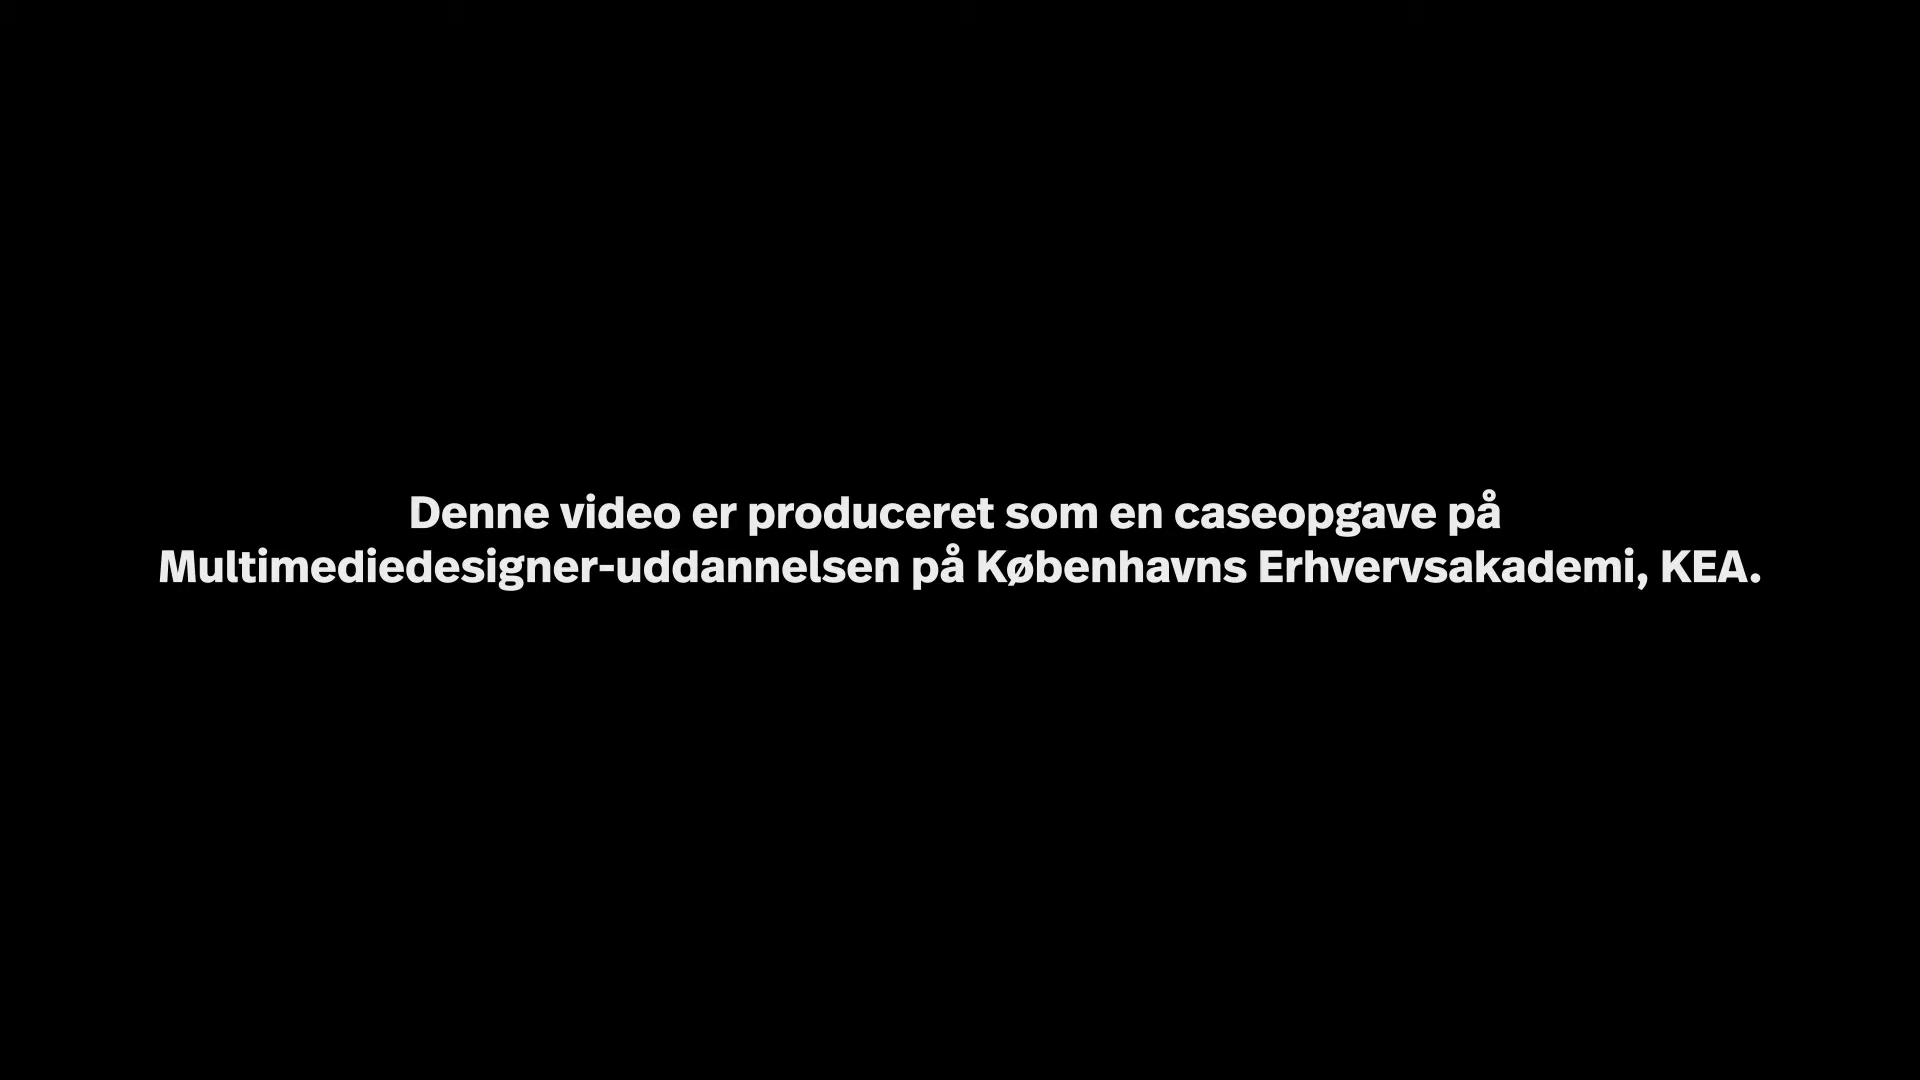 Denne video er produceret som en caseopgave på
Multimediedesigner-uddannelsen på Københavns Erhvervsakademi, KEA.